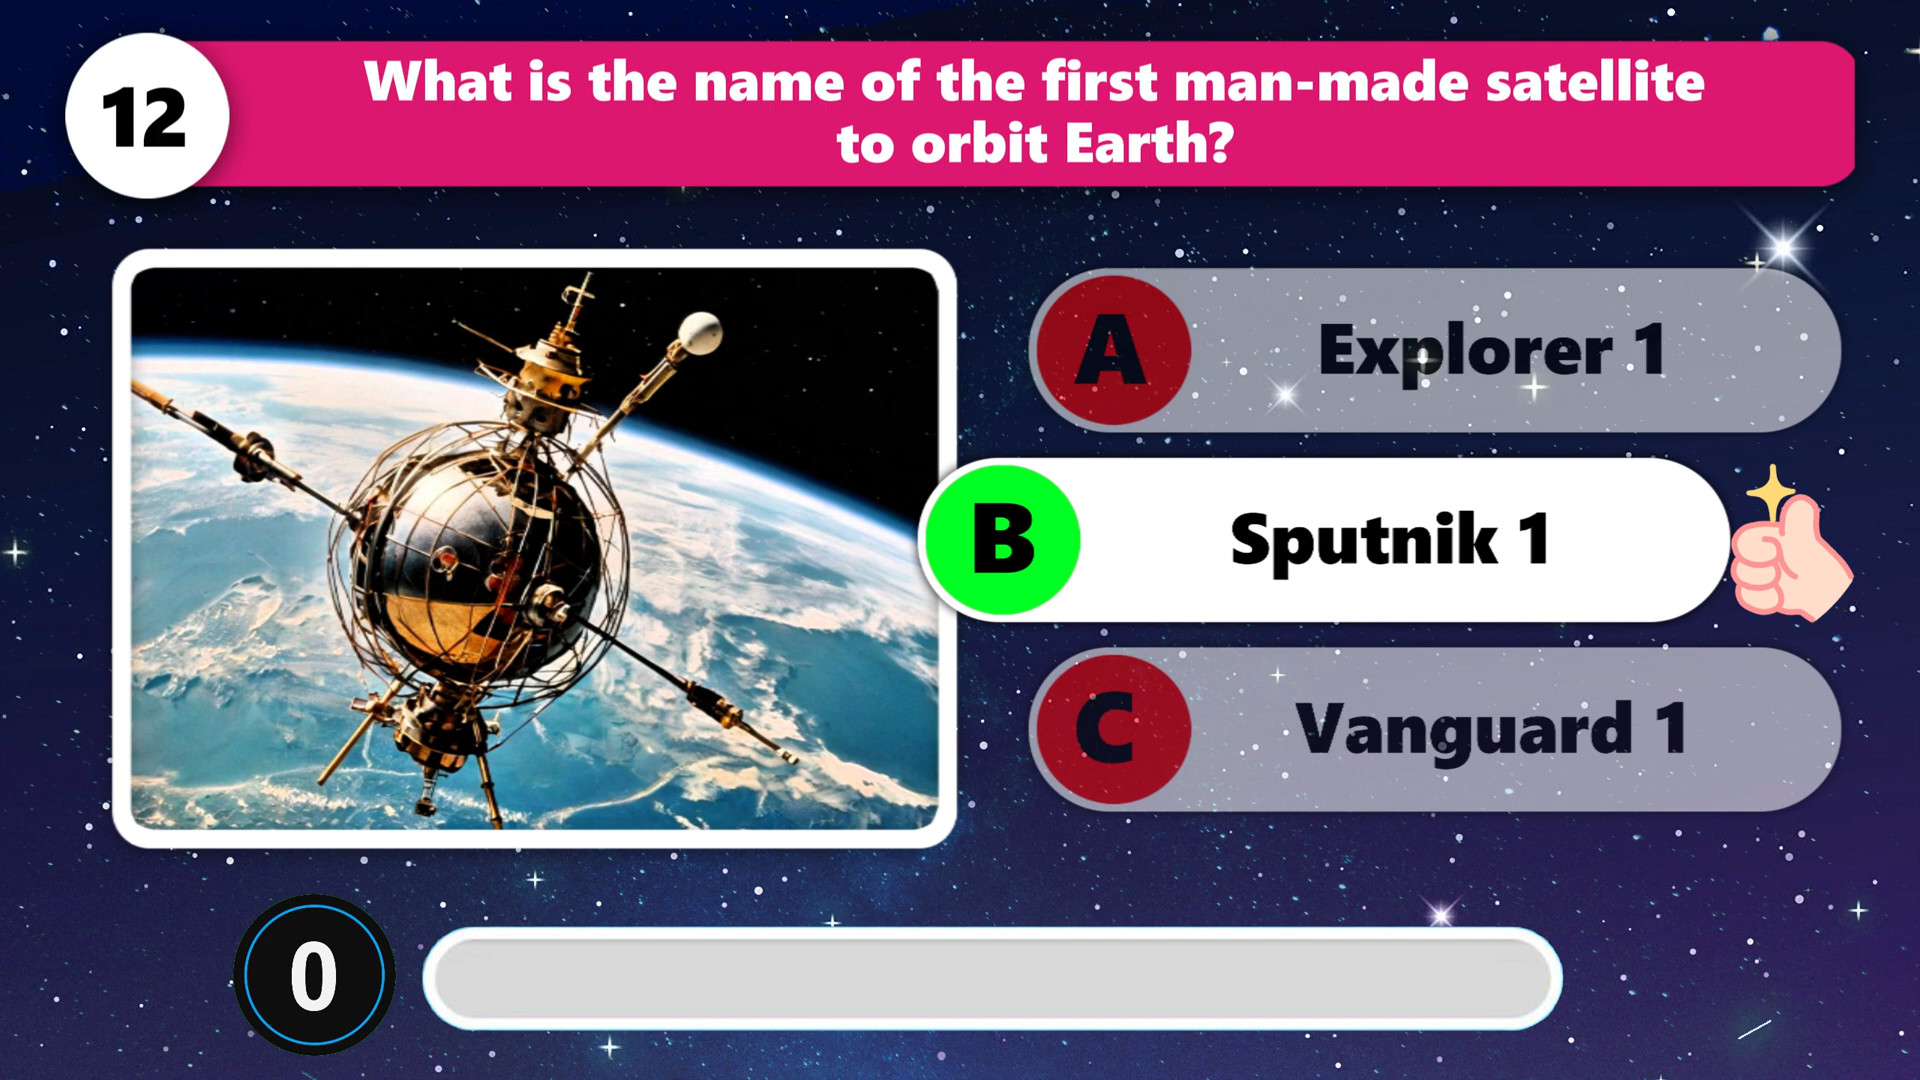 12
What is the name of the first man-made satellite
to orbit Earth?
A
Explorer 1
B
Sputnik 1
C
Vanguard 1
0